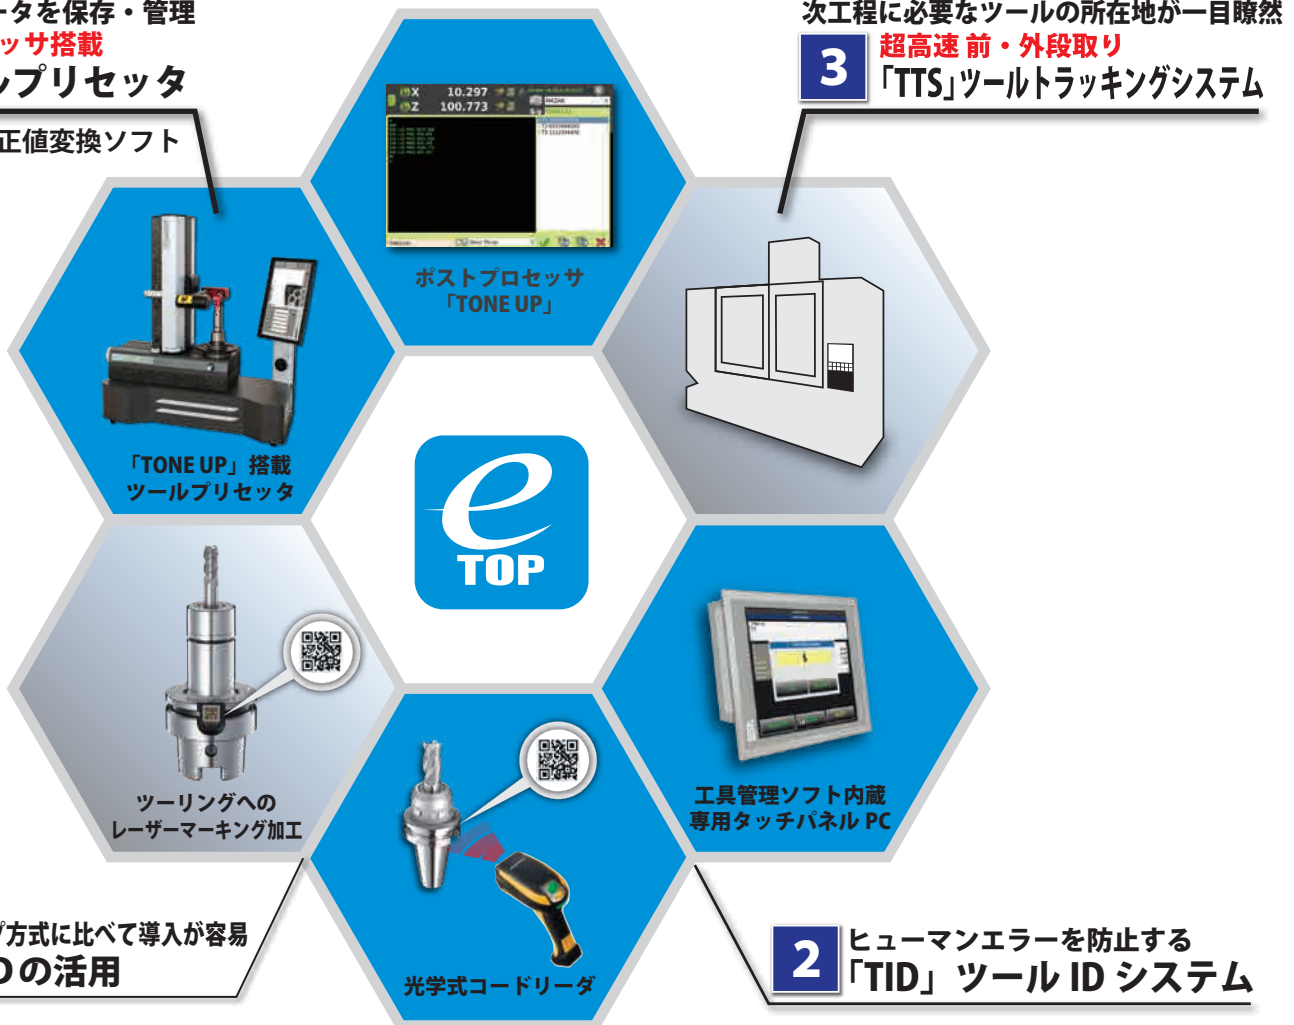 ータを保存・管理
ッサ搭載
ルプリセッタ
正値変換ソフト
次工程に必要なツールの所在地が一目瞭然
3
超高速 前・外段取り
「TTS」ツールトラッキングシステム
X 10.297
Z 100.773
ポストプロセッサ
「TONE UP」
「TONE UP」搭載
ツールプリセッタ
e
TOP
ツーリングへの
レーザーマーキング加工
工具管理ソフト内蔵
専用タッチパネル PC
光学式コードリーダ
プ方式に比べて導入が容易
Dの活用
2
ヒューマンエラーを防止する
「TID」ツール ID システム